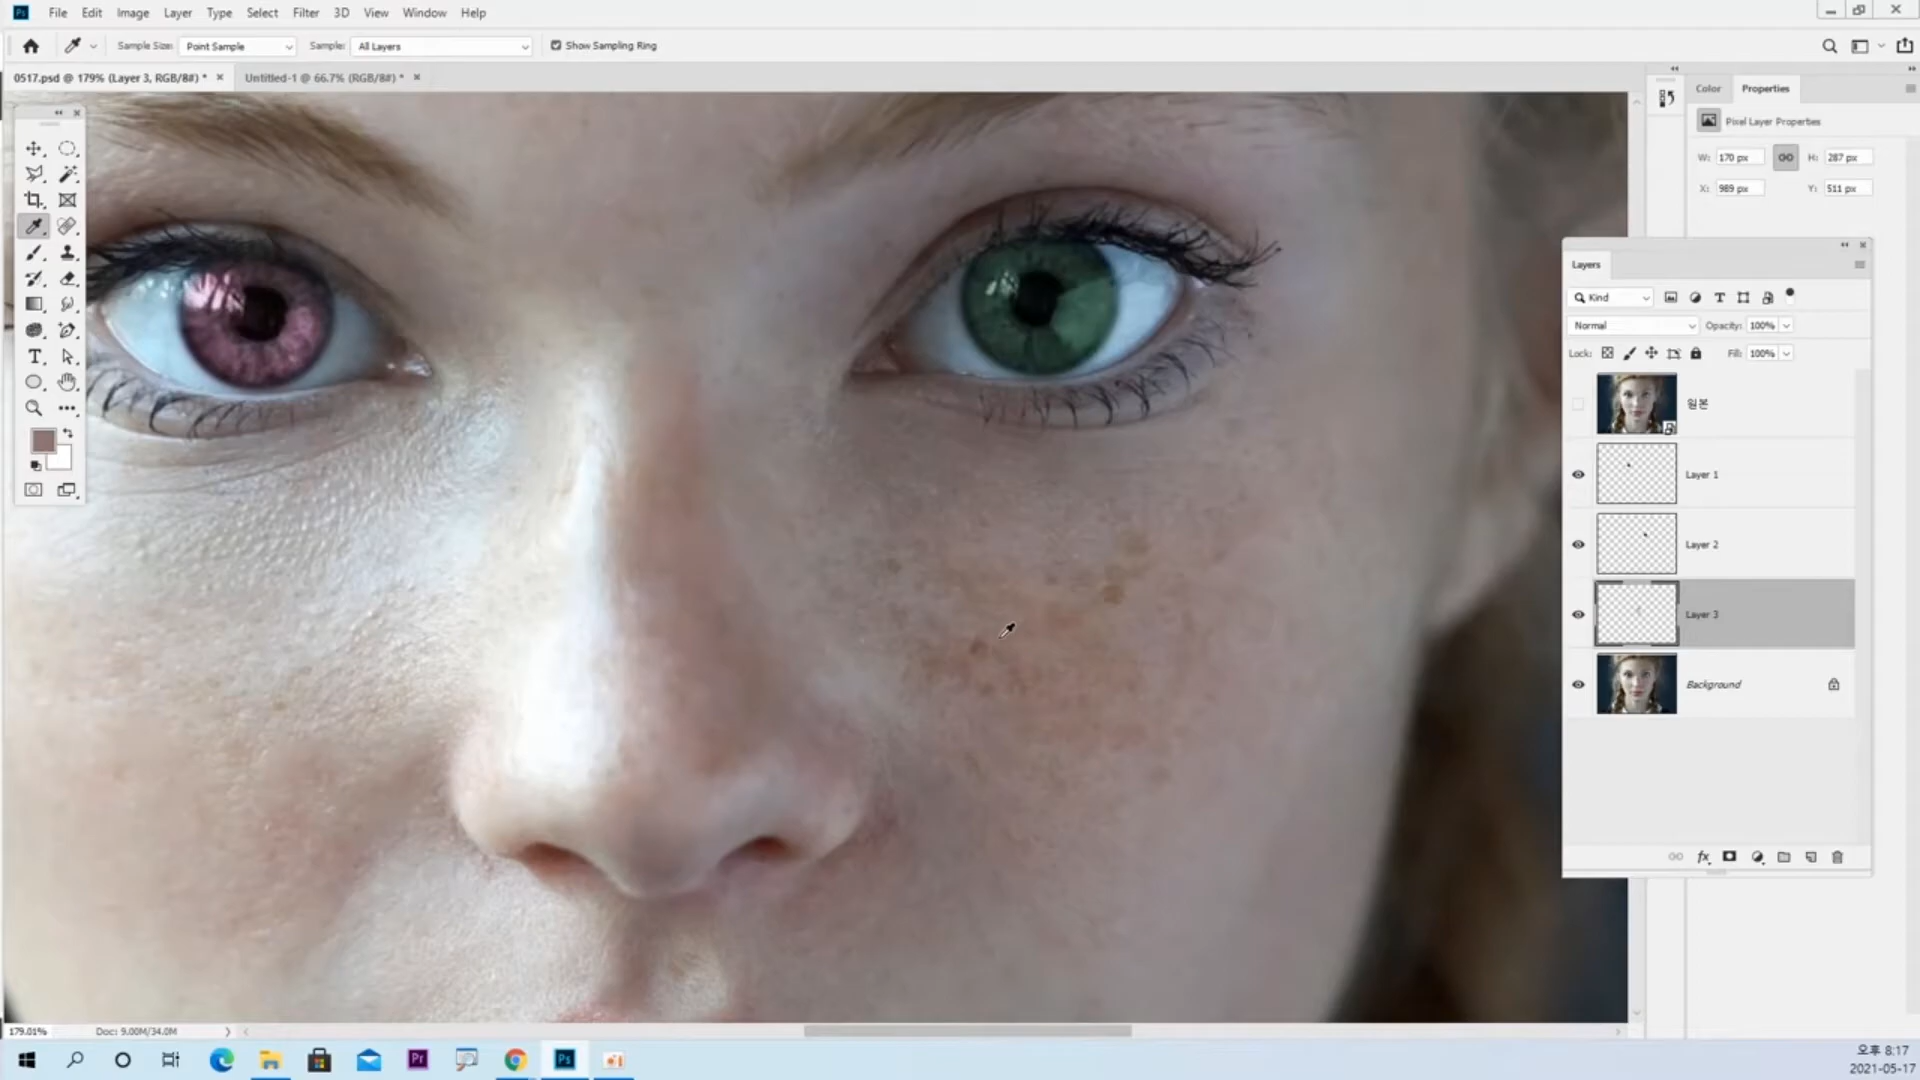 Ps File Edit Image Layer Type Select Filter 3D View Window Help
Sample Size: Point Sample Sample: All Layers Show Sampling Ring
0517.psd @ 179% (Layer 3, RGB/8#) * × Untitled-1 @ 66.7% (RGB/8#) * ×
Color Properties
Pixel Layer Properties
W: 170 px H: 287 px
X: 989 px Y: 511 px
Layers
Kind
Normal Opacity: 100%
Lock: Fill: 100%
원본
Layer 1
Layer 2
Layer 3
Background
fx
179.01% Doc: 9.00M/34.0M
Pr Ps
오후 8:17
2021-05-17